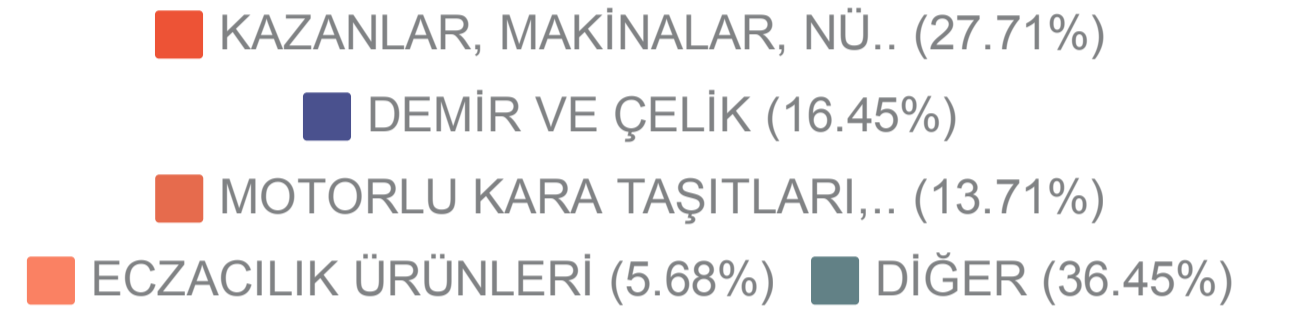 KAZANLAR, MAKİNALAR, NÜ.. (27.71%)
DEMİR VE ÇELİK (16.45%)
MOTORLU KARA TAŞITLARI,.. (13.71%)
ECZACILIK ÜRÜNLERİ (5.68%) DİĞER (36.45%)